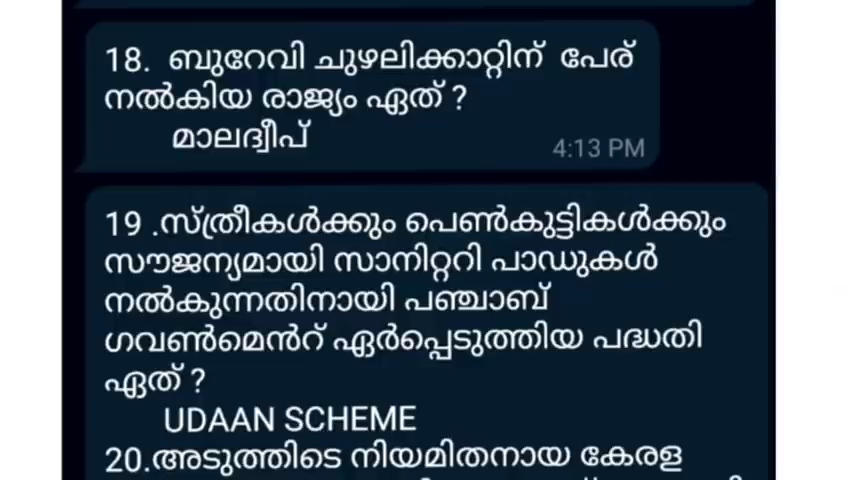 18. ബുറേവി ചുഴലിക്കാറ്റിന് പേര്
നൽകിയ രാജ്യം ഏത് ?
മാലദ്വീപ്
4:13 PM
19 .സ്ത്രീകൾക്കും പെൺകുട്ടികൾക്കും
സൗജന്യമായി സാനിറ്ററി പാഡുകൾ
നൽകുന്നതിനായി പഞ്ചാബ്
ഗവൺമെൻറ് ഏർപ്പെടുത്തിയ പദ്ധതി
ഏത് ?
UDAAN SCHEME
20.അടുത്തിടെ നിയമിതനായ കേരള